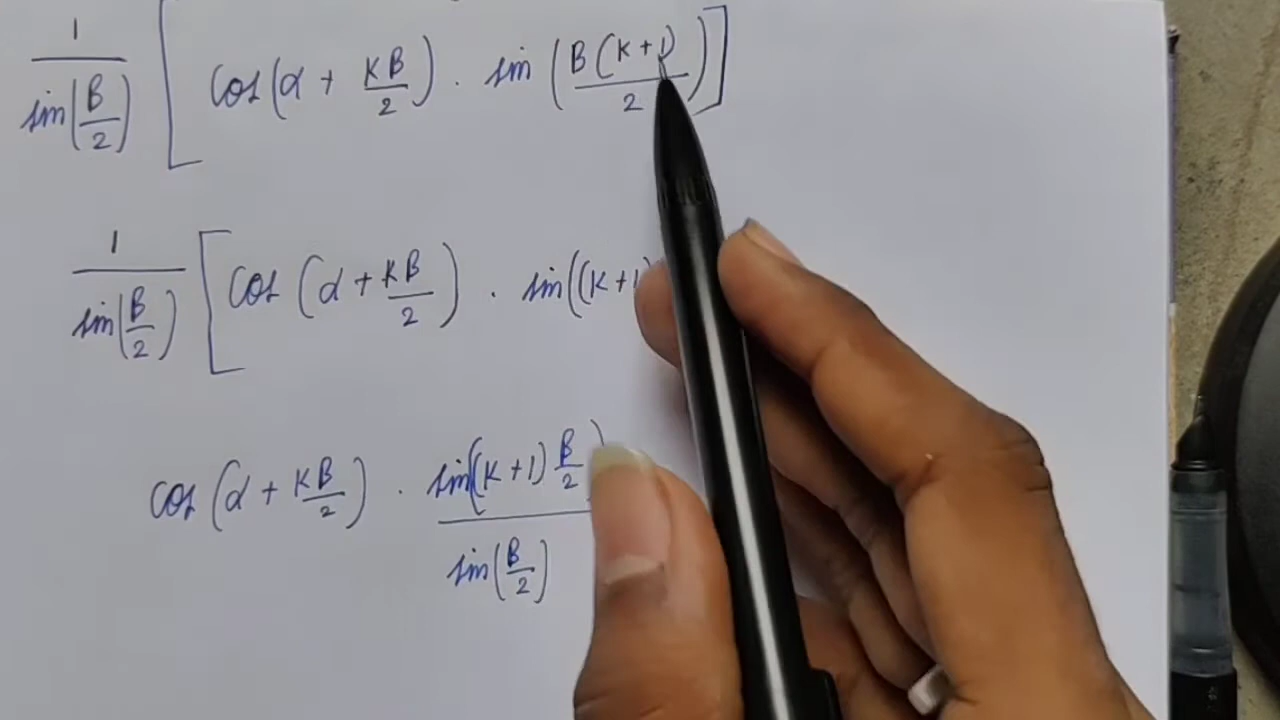 1/sin(B/2) [cos(α + KB/2) . sin(B(K+1)/2)]
1/sin(B/2) [cos(α + KB/2) . sin((K+1)
cos(α + KB/2) . sin((K+1)B/2)/sin(B/2)